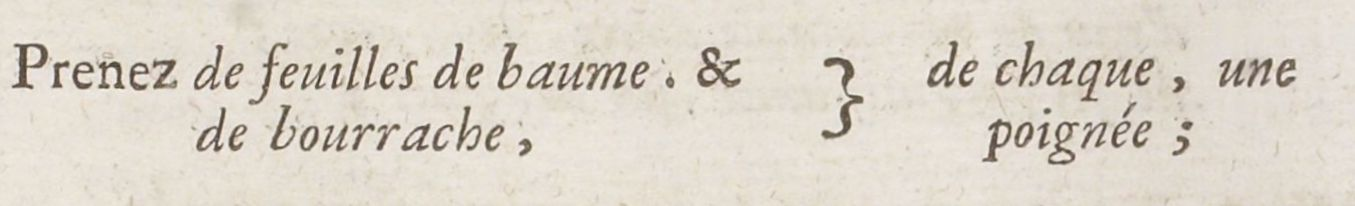 Prenez de feuilles de baume. & } de chaque, une
de bourrache, poignée;